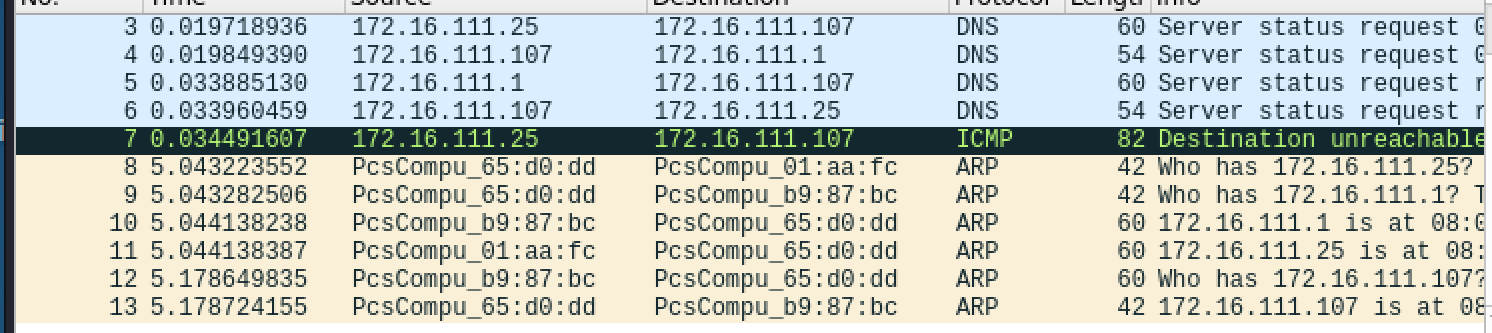 No. Time Source Destination Protocol Length Info
3 0.019718936 172.16.111.25 172.16.111.107 DNS 60 Server status request 0
4 0.019849390 172.16.111.107 172.16.111.1 DNS 54 Server status request 0
5 0.033885130 172.16.111.1 172.16.111.107 DNS 60 Server status request r
6 0.033960459 172.16.111.107 172.16.111.25 DNS 54 Server status request r
7 0.034491607 172.16.111.25 172.16.111.107 ICMP 82 Destination unreachable
8 5.043223552 PcsCompu_65:d0:dd PcsCompu_01:aa:fc ARP 42 Who has 172.16.111.25?
9 5.043282506 PcsCompu_65:d0:dd PcsCompu_b9:87:bc ARP 42 Who has 172.16.111.1? T
10 5.044138238 PcsCompu_b9:87:bc PcsCompu_65:d0:dd ARP 60 172.16.111.1 is at 08:0
11 5.044138387 PcsCompu_01:aa:fc PcsCompu_65:d0:dd ARP 60 172.16.111.25 is at 08:
12 5.178649835 PcsCompu_b9:87:bc PcsCompu_65:d0:dd ARP 60 Who has 172.16.111.107?
13 5.178724155 PcsCompu_65:d0:dd PcsCompu_b9:87:bc ARP 42 172.16.111.107 is at 08